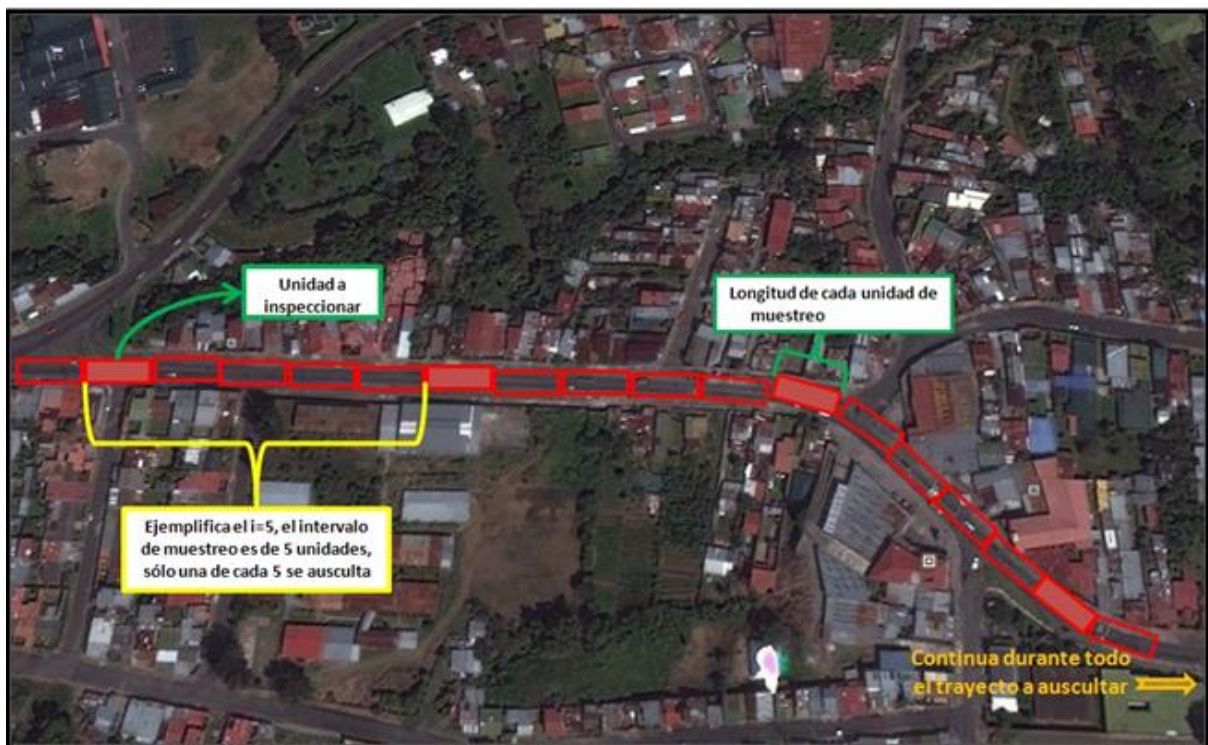 Unidad a
inspeccionar
Longitud de cada unidad de
muestreo
Ejemplifica el i=5, el intervalo
de muestreo es de 5 unidades,
sólo una de cada 5 se ausculta
Continua durante todo
el trayecto a auscultar